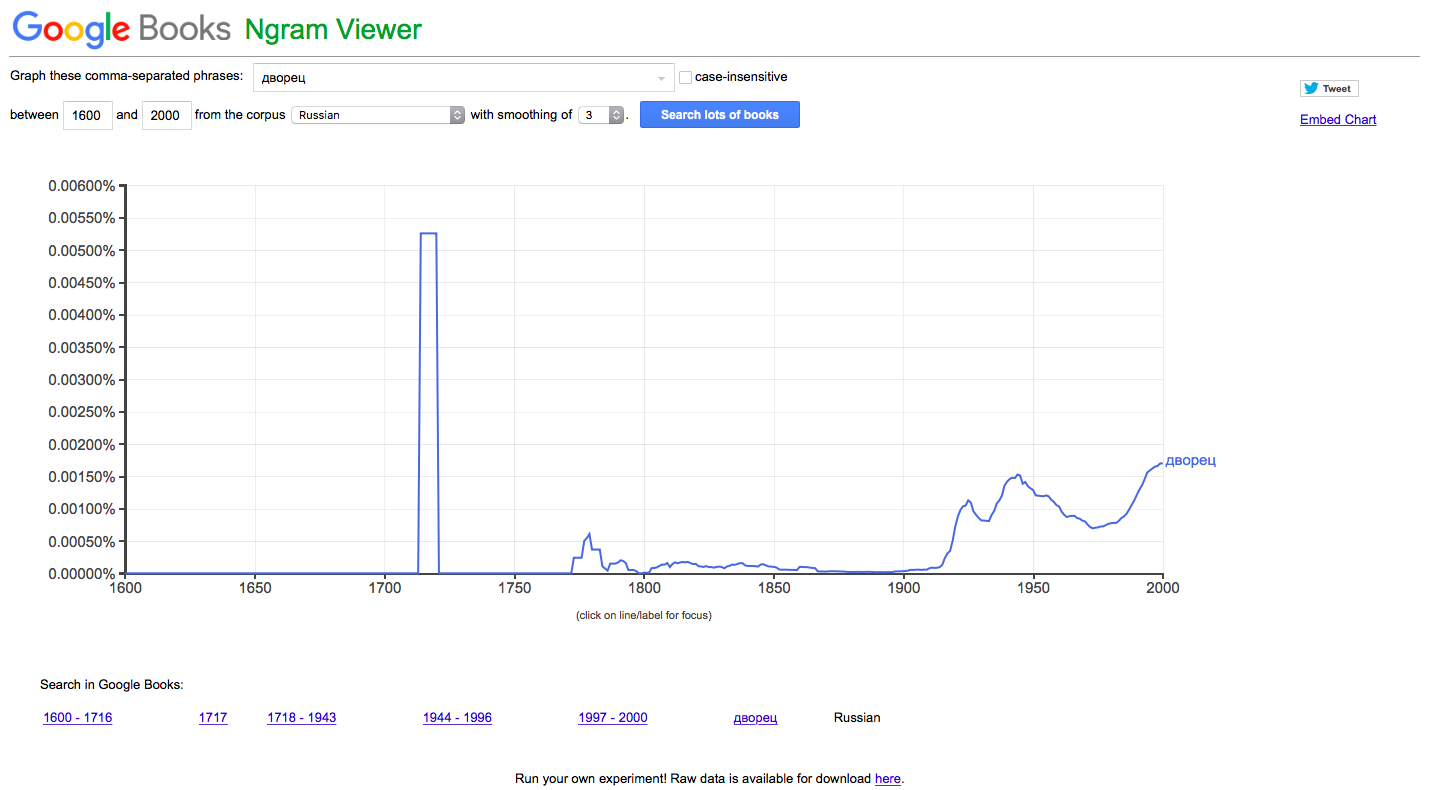 Google Books Ngram Viewer
Graph these comma-separated phrases: дворец case-insensitive
between 1600 and 2000 from the corpus Russian with smoothing of 3 . Search lots of books
Tweet
Embed Chart
0.00600%
0.00550%
0.00500%
0.00450%
0.00400%
0.00350%
0.00300%
0.00250%
0.00200%
0.00150%
0.00100%
0.00050%
0.00000%
дворец
1600 1650 1700 1750 1800 1850 1900 1950 2000
(click on line/label for focus)
Search in Google Books:
1600 - 1716 1717 1718 - 1943 1944 - 1996 1997 - 2000 дворец Russian
Run your own experiment! Raw data is available for download here.